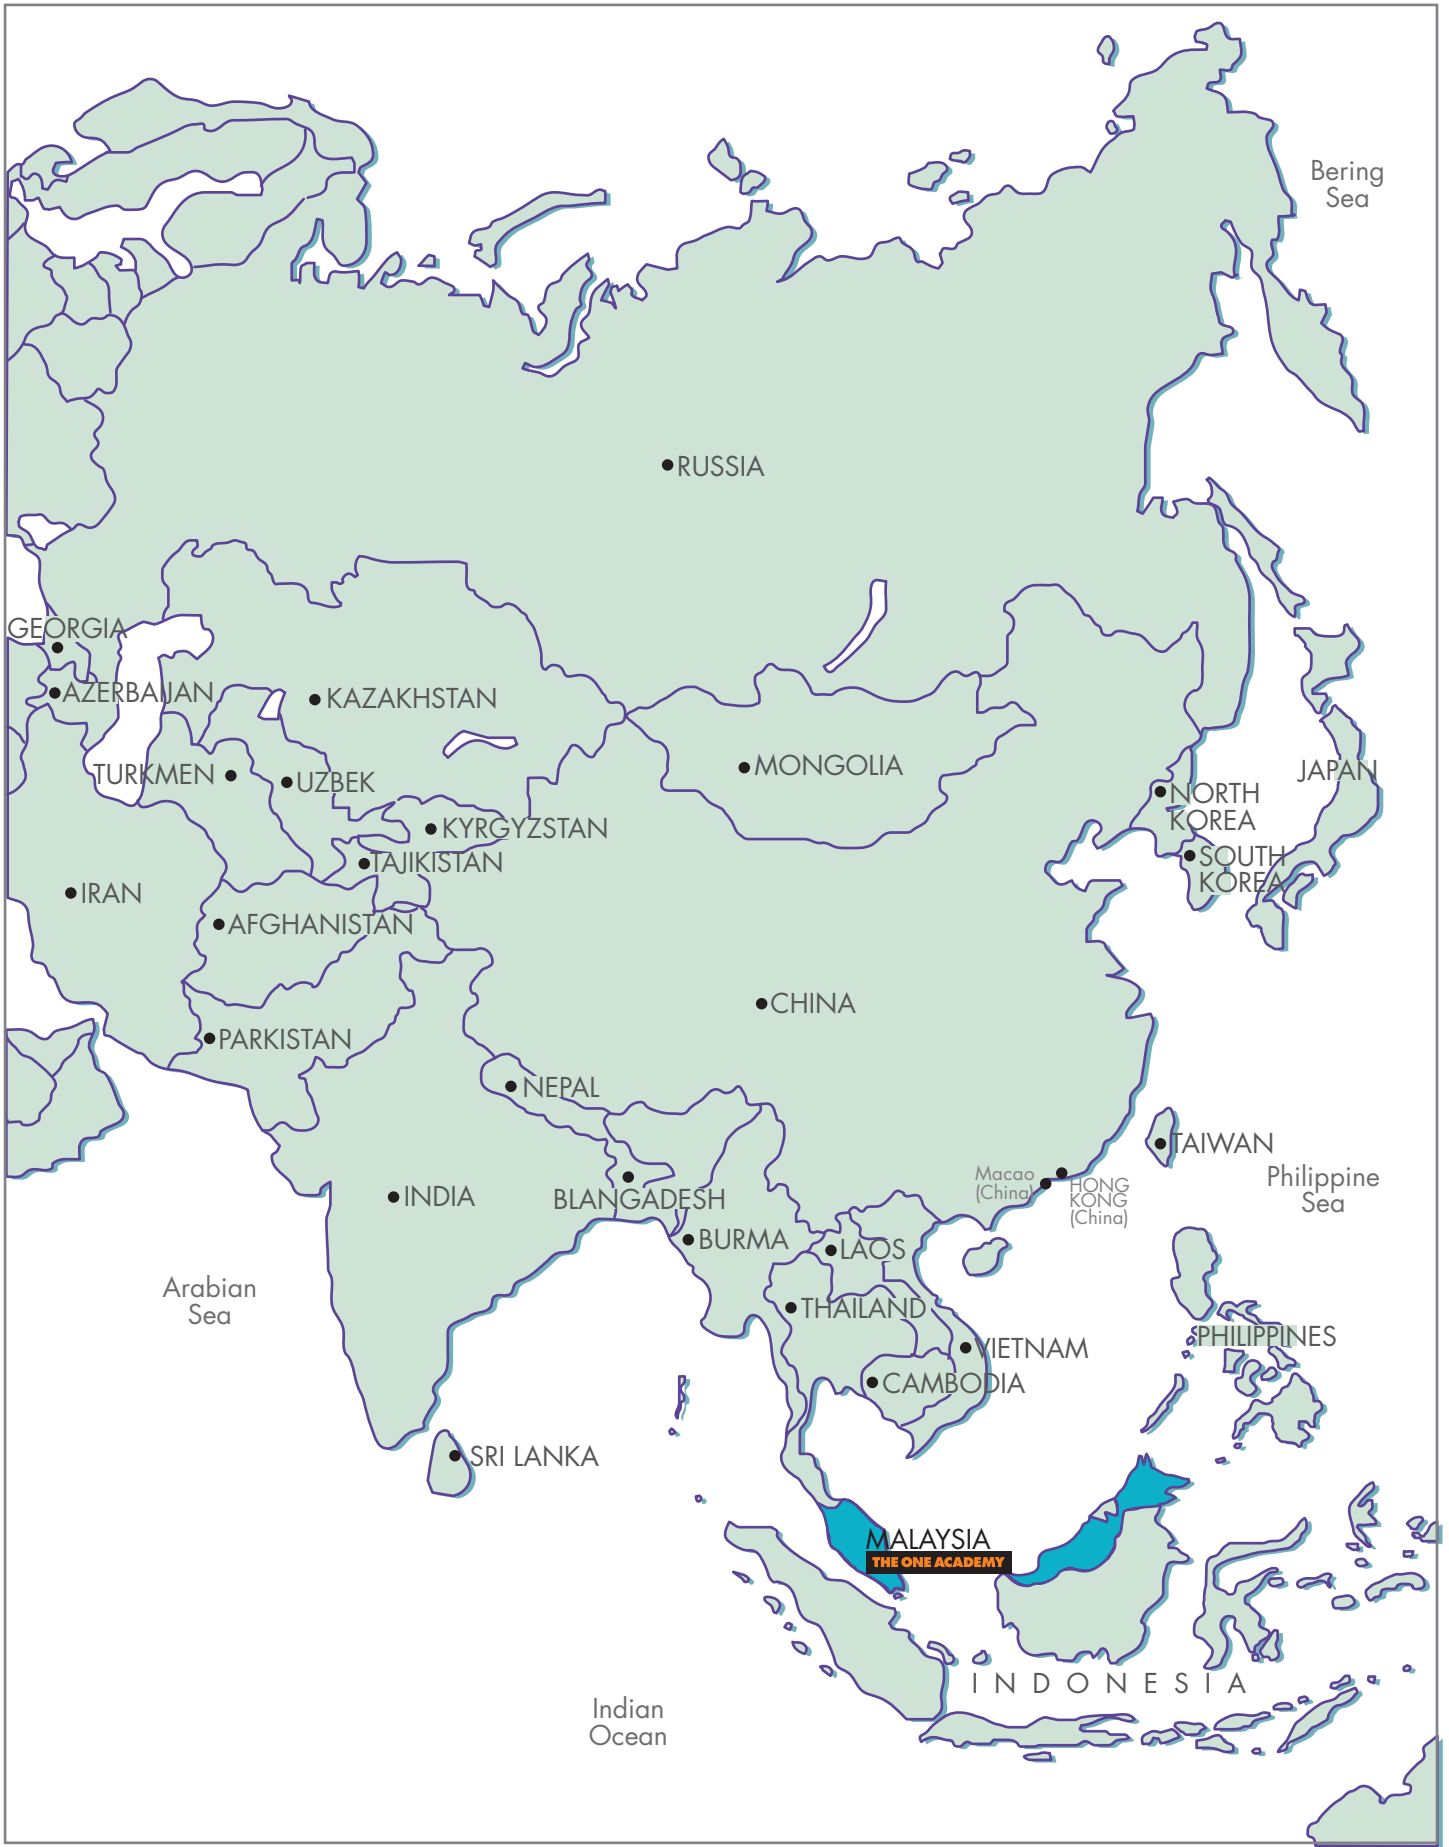 Bering
Sea
RUSSIA
GEORGIA
AZERBAIJAN
KAZAKHSTAN
MONGOLIA
JAPAN
TURKMEN
UZBEK
NORTH
KOREA
KYRGYZSTAN
SOUTH
KOREA
TAJIKISTAN
IRAN
AFGHANISTAN
CHINA
PARKISTAN
NEPAL
TAIWAN
Macao
(China)
HONG
KONG
(China)
Philippine
Sea
INDIA
BLANGADESH
BURMA
LAOS
Arabian
Sea
THAILAND
PHILIPPINES
VIETNAM
CAMBODIA
SRI LANKA
MALAYSIA
THE ONE ACADEMY
INDONESIA
Indian
Ocean